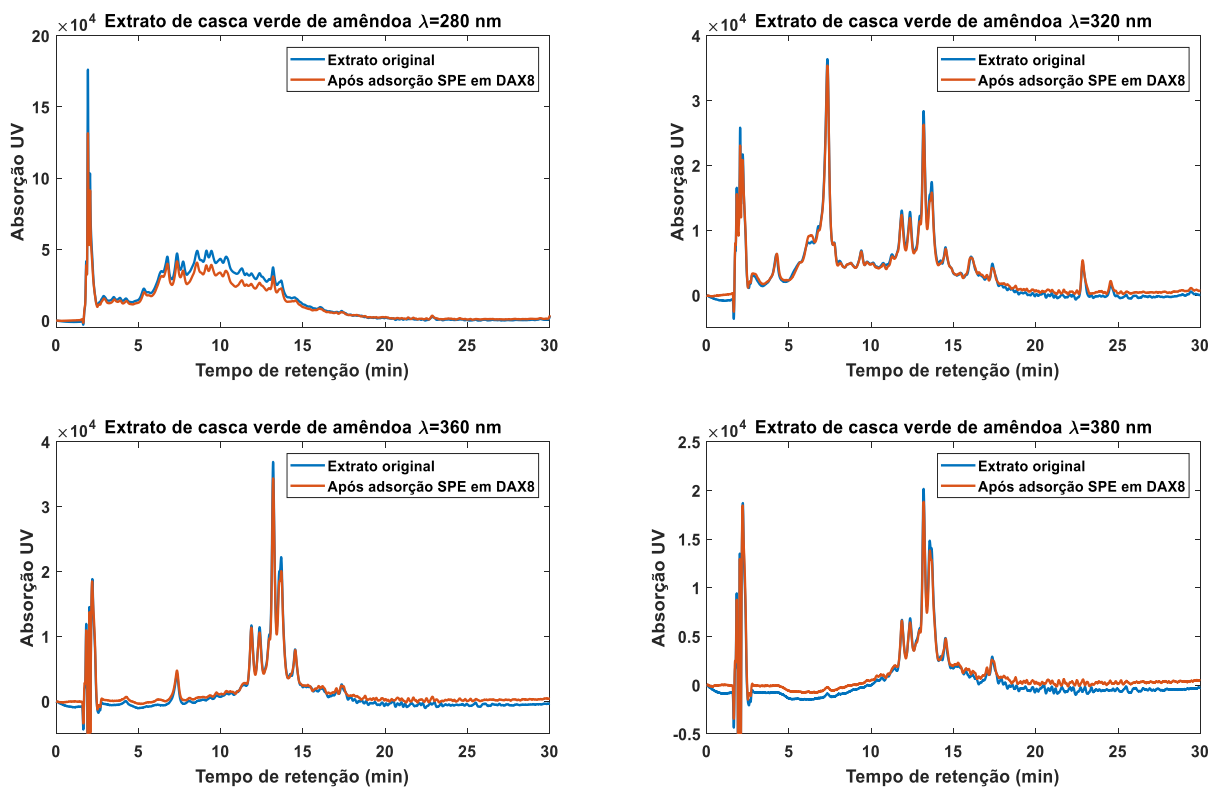 ×10⁴ Extrato de casca verde de amêndoa λ=280 nm
20
15
10
5
0
Absorção UV
Extrato original
Após adsorção SPE em DAX8
0 5 10 15 20 25 30
Tempo de retenção (min)
×10⁴ Extrato de casca verde de amêndoa λ=320 nm
4
3
2
1
0
Absorção UV
Extrato original
Após adsorção SPE em DAX8
0 5 10 15 20 25 30
Tempo de retenção (min)
×10⁴ Extrato de casca verde de amêndoa λ=360 nm
4
3
2
1
0
Absorção UV
Extrato original
Após adsorção SPE em DAX8
0 5 10 15 20 25 30
Tempo de retenção (min)
×10⁴ Extrato de casca verde de amêndoa λ=380 nm
2.5
2
1.5
1
0.5
0
-0.5
Absorção UV
Extrato original
Após adsorção SPE em DAX8
0 5 10 15 20 25 30
Tempo de retenção (min)